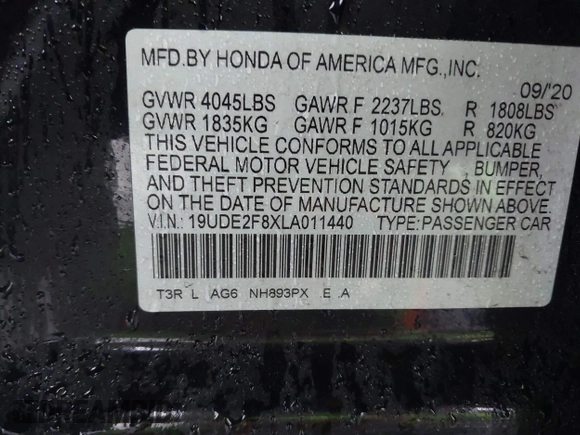 MFD.BY HONDA OF AMERICA MFG.,INC.
09/'20
GVWR 4045LBS GAWR F 2237LBS R 1808LBS
GVWR 1835KG GAWR F 1015KG R 820KG
THIS VEHICLE CONFORMS TO ALL APPLICABLE
FEDERAL MOTOR VEHICLE SAFETY , BUMPER,
AND THEFT PREVENTION STANDARDS IN EFFECT
ON THE DATE OF MANUFACTURE SHOWN ABOVE.
V.I.N.: 19UDE2F8XLA011440 TYPE:PASSENGER CAR
T3R L AG6 NH893PX .E .A